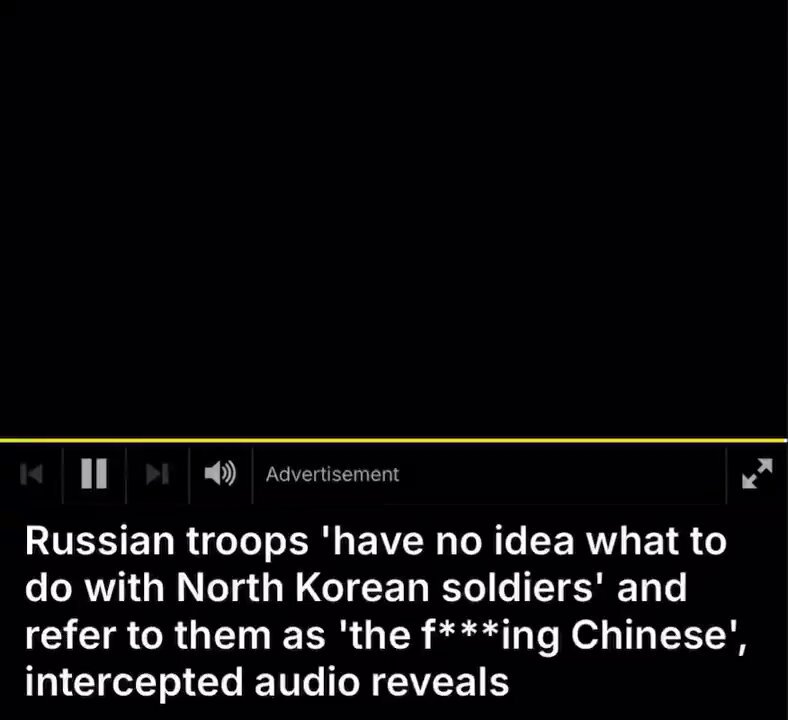 Advertisement
Russian troops 'have no idea what to
do with North Korean soldiers' and
refer to them as 'the f***ing Chinese',
intercepted audio reveals